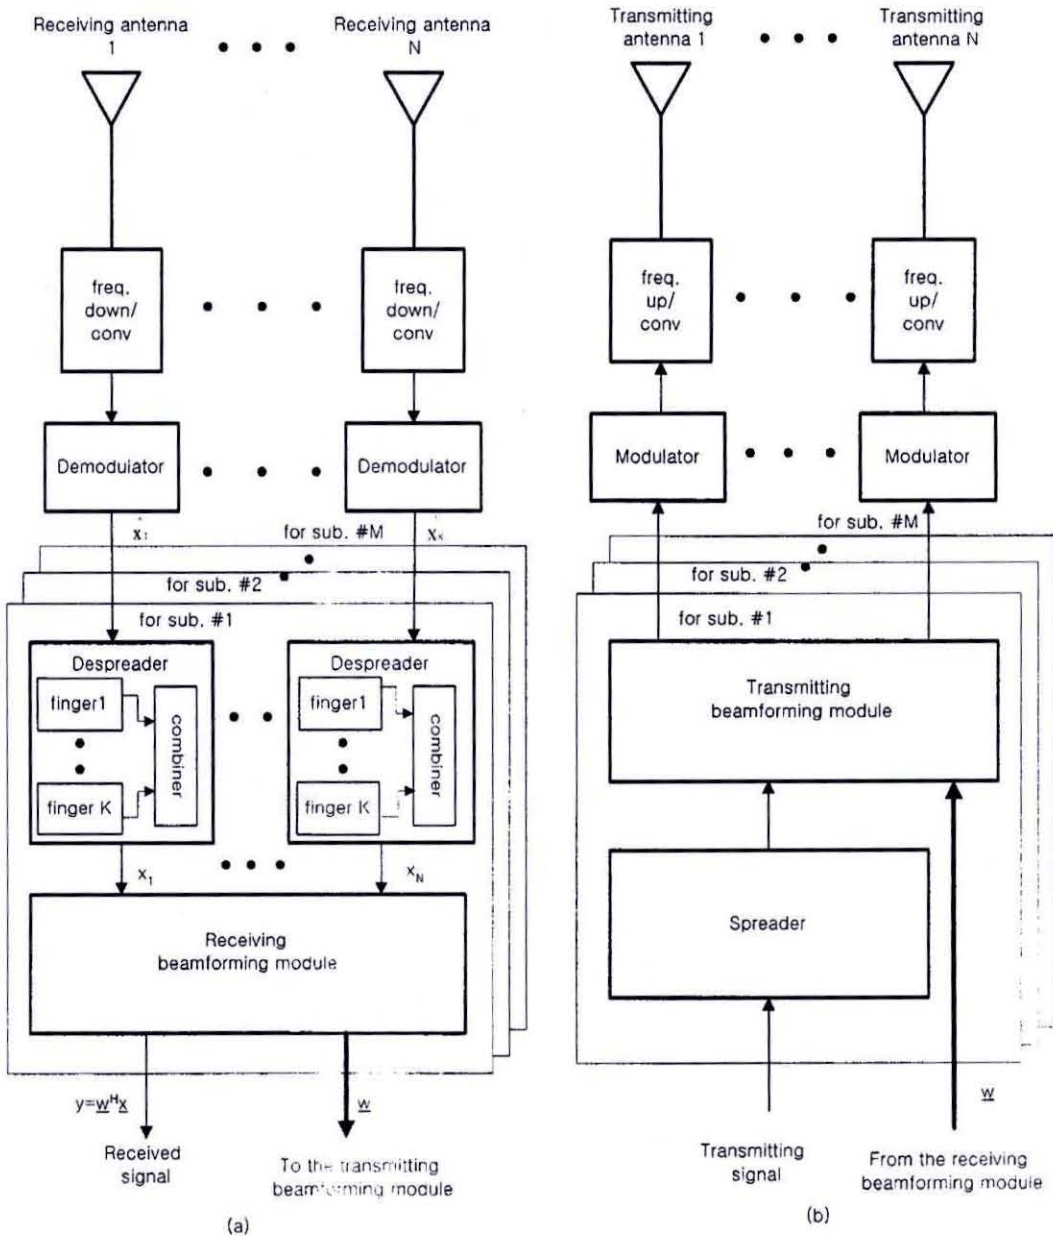 Receiving antenna
1
Receiving antenna
N
freq.
down/
conv
freq.
down/
conv
Demodulator
Demodulator
for sub. #M
for sub. #2
for sub. #1
Despreader
finger1
finger K
combiner
Despreader
finger1
finger K
combiner
x₁
x_N
Receiving
beamforming module
y=w^Hx
w
Received
signal
To the transmitting
beamforming module
(a)
Transmitting
antenna 1
Transmitting
antenna N
freq.
up/
conv
freq.
up/
conv
Modulator
Modulator
for sub. #M
for sub. #2
for sub. #1
Transmitting
beamforming module
Spreader
w
Transmitting
signal
From the receiving
beamforming module
(b)